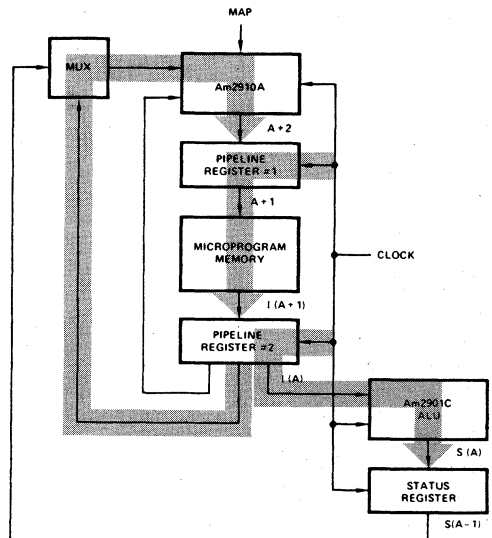 MAP
MUX
Am2910A
A + 2
PIPELINE
REGISTER #1
A + 1
MICROPROGRAM
MEMORY
CLOCK
I (A + 1)
PIPELINE
REGISTER #2
I (A)
Am2901C
ALU
S (A)
STATUS
REGISTER
S(A-1)